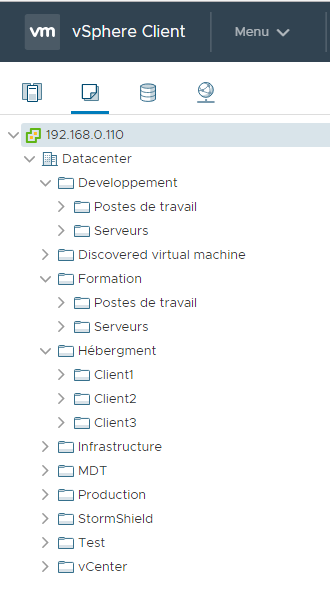 vm vSphere Client Menu
192.168.0.110
Datacenter
Developpement
Postes de travail
Serveurs
Discovered virtual machine
Formation
Postes de travail
Serveurs
Hébergment
Client1
Client2
Client3
Infrastructure
MDT
Production
StormShield
Test
vCenter